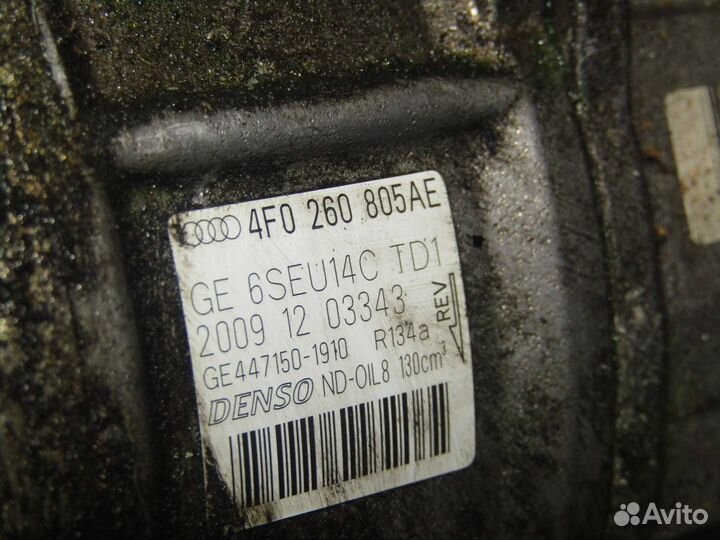 4F0 260 805AE
GE 6SEU14C TD1
2009 12 03343
GE447150-1910 R134a
DENSO ND-OIL8 130cm³
REV
Avito